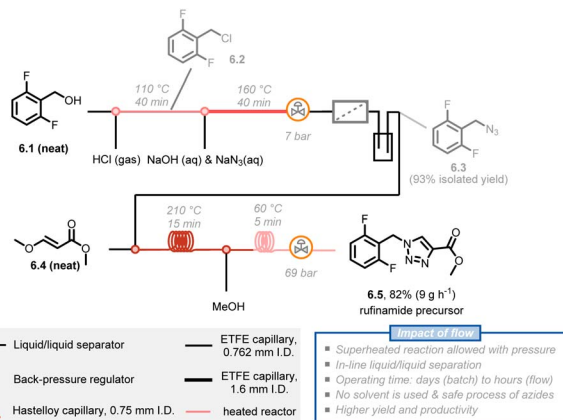 F
Cl
F
6.2
F
OH
F
6.1 (neat)
110 °C
40 min
160 °C
40 min
7 bar
HCl (gas)
NaOH (aq) & NaN3(aq)
F
N3
F
6.3
(93% isolated yield)
O
O
O
6.4 (neat)
210 °C
15 min
60 °C
5 min
69 bar
MeOH
F
N
N
N
F
O
O
6.5, 82% (9 g h-1)
rufinamide precursor
Liquid/liquid separator
ETFE capillary,
0.762 mm I.D.
Back-pressure regulator
ETFE capillary,
1.6 mm I.D.
Hastelloy capillary, 0.75 mm I.D.
heated reactor
Impact of flow
Superheated reaction allowed with pressure
In-line liquid/liquid separation
Operating time: days (batch) to hours (flow)
No solvent is used & safe process of azides
Higher yield and productivity